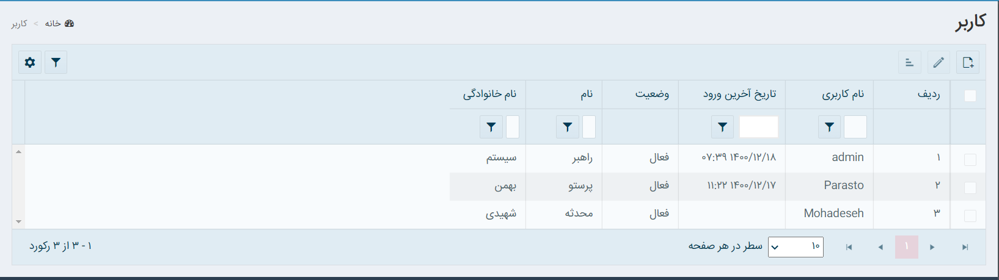 کاربر
خانه > کاربر
ردیف نام کاربری تاریخ آخرین ورود وضعیت نام نام خانوادگی
۱ admin ۱۴۰۰/۱۲/۱۸ ۰۷:۳۹ فعال راهبر سیستم
۲ Parasto ۱۴۰۰/۱۲/۱۷ ۱۱:۲۲ فعال پرستو بهمن
۳ Mohadeseh فعال محدثه شهیدی
۱ ۱۰ سطر در هر صفحه ۱ - ۳ از ۳ رکورد